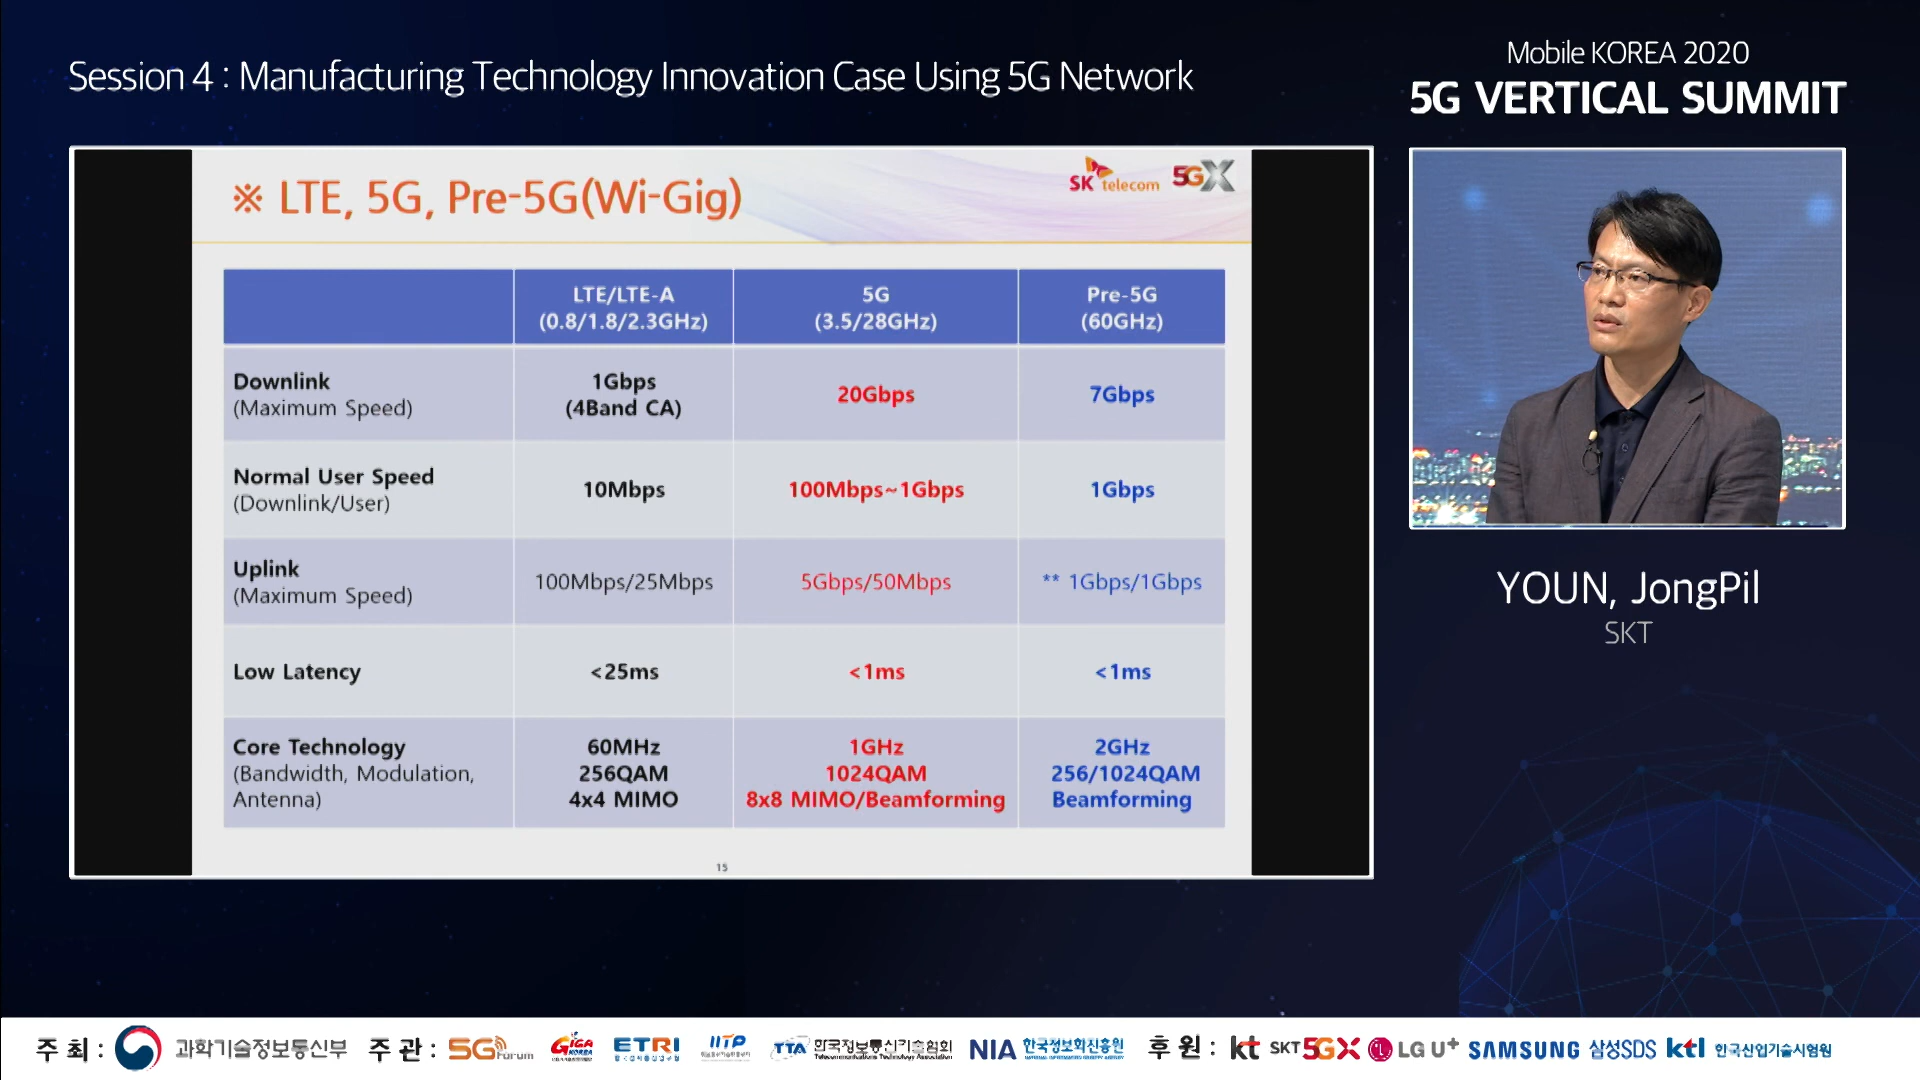 Session 4 : Manufacturing Technology Innovation Case Using 5G Network
Mobile KOREA 2020
5G VERTICAL SUMMIT
※ LTE, 5G, Pre-5G(Wi-Gig)
SK telecom 5GX
LTE/LTE-A
(0.8/1.8/2.3GHz)
5G
(3.5/28GHz)
Pre-5G
(60GHz)
Downlink
(Maximum Speed)
1Gbps
(4Band CA)
20Gbps
7Gbps
Normal User Speed
(Downlink/User)
10Mbps
100Mbps~1Gbps
1Gbps
Uplink
(Maximum Speed)
100Mbps/25Mbps
5Gbps/50Mbps
** 1Gbps/1Gbps
Low Latency
<25ms
<1ms
<1ms
Core Technology
(Bandwidth, Modulation,
Antenna)
60MHz
256QAM
4x4 MIMO
1GHz
1024QAM
8x8 MIMO/Beamforming
2GHz
256/1024QAM
Beamforming
15
YOUN, JongPil
SKT
주 최 : 과학기술정보통신부 주 관 : 5G Forum GIGA KOREA ETRI IITP TTA 한국정보통신기술협회 Telecommunications Technology Association NIA 한국정보화진흥원 후 원 : kt SKT 5GX LG U+ SAMSUNG 삼성SDS ktl 한국산업기술시험원